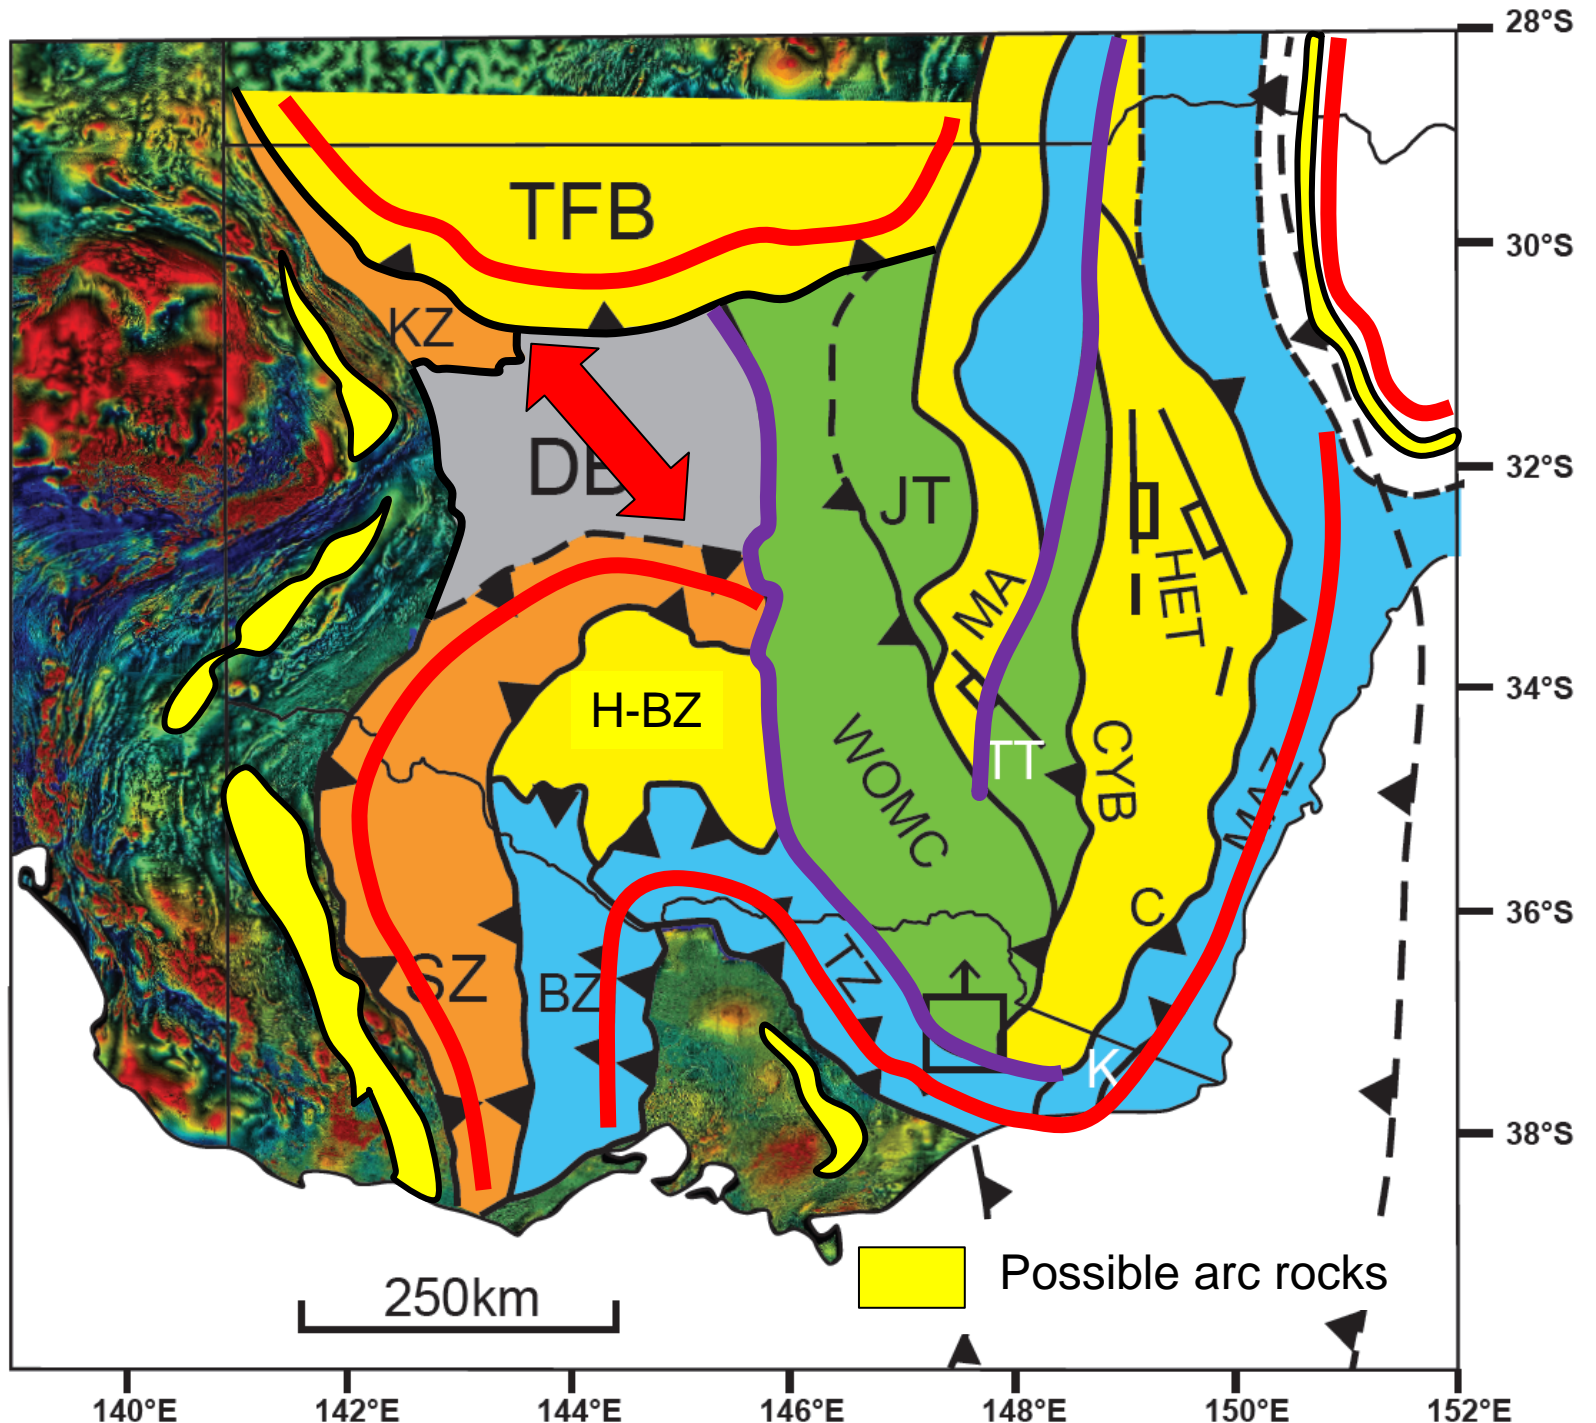 28°S
TFB
30°S
KZ
32°S
DB
JT
HET
MA
34°S
H-BZ
TT
WOMC
CYB
MAZ
C
36°S
SZ
BZ
TZ
K
38°S
Possible arc rocks
250km
140°E
142°E
144°E
146°E
148°E
150°E
152°E